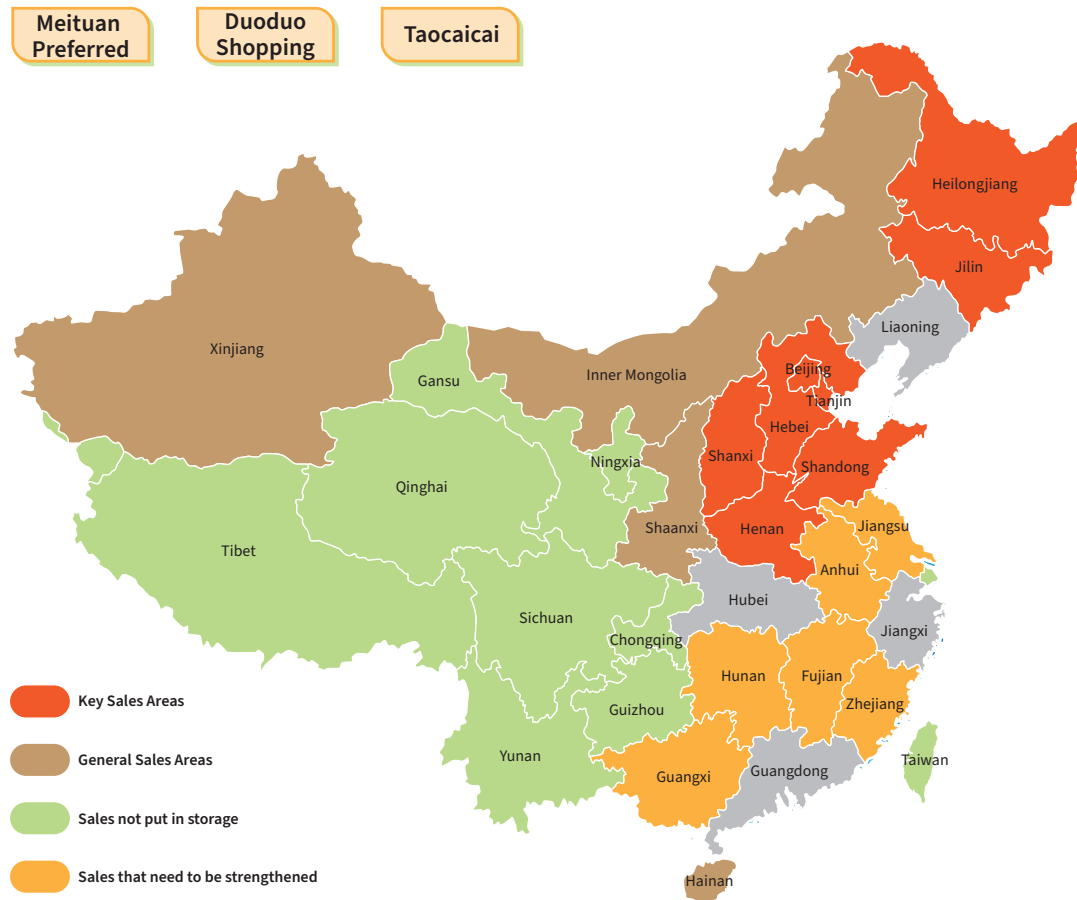 Meituan
Preferred
Duoduo
Shopping
Taocaicai
Heilongjiang
Jilin
Liaoning
Xinjiang
Inner Mongolia
Gansu
Beijing
Tianjin
Hebei
Shanxi
Shandong
Ningxia
Qinghai
Shaanxi
Henan
Jiangsu
Tibet
Anhui
Hubei
Sichuan
Jiangxi
Chongqing
Hunan
Fujian
Zhejiang
Guizhou
Yunan
Guangxi
Guangdong
Taiwan
Hainan
Key Sales Areas
General Sales Areas
Sales not put in storage
Sales that need to be strengthened